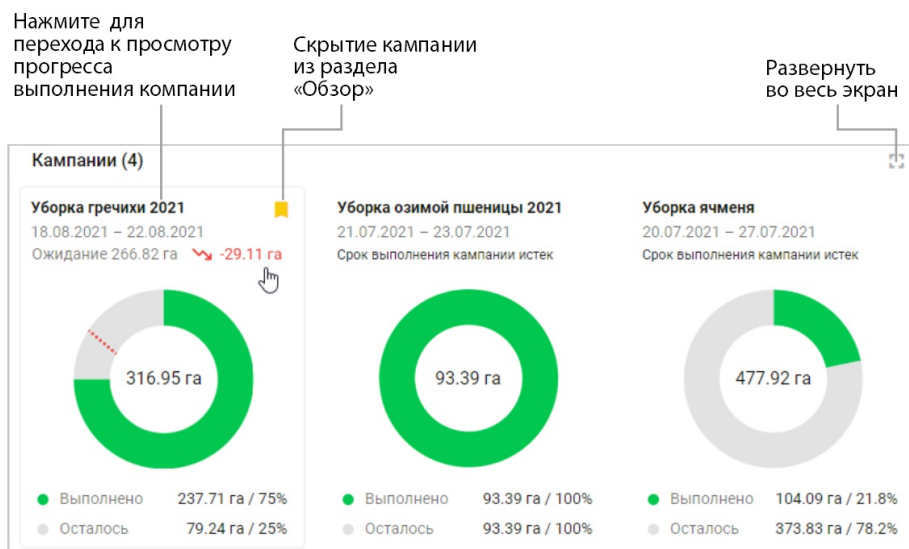 Нажмите для
перехода к просмотру
прогресса
выполнения компании
Скрытие кампании
из раздела
«Обзор»
Развернуть
во весь экран
Кампании (4)
Уборка гречихи 2021
18.08.2021 – 22.08.2021
Ожидание 266.82 га -29.11 га
316.95 га
Выполнено 237.71 га / 75%
Осталось 79.24 га / 25%
Уборка озимой пшеницы 2021
21.07.2021 – 23.07.2021
Срок выполнения кампании истек
93.39 га
Выполнено 93.39 га / 100%
Осталось 93.39 га / 100%
Уборка ячменя
20.07.2021 – 27.07.2021
Срок выполнения кампании истек
477.92 га
Выполнено 104.09 га / 21.8%
Осталось 373.83 га / 78.2%